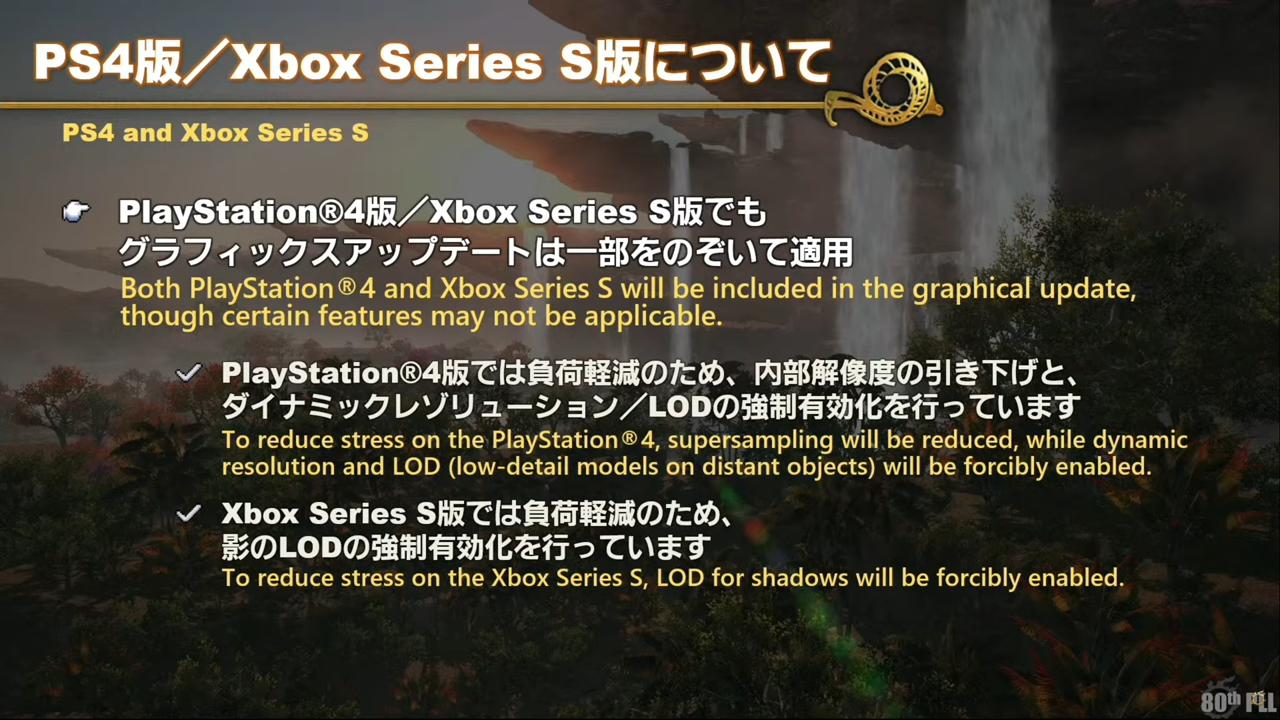 PS4版／Xbox Series S版について
PS4 and Xbox Series S
PlayStation®4版／Xbox Series S版でも
グラフィックスアップデートは一部をのぞいて適用
Both PlayStation®4 and Xbox Series S will be included in the graphical update,
though certain features may not be applicable.
PlayStation®4版では負荷軽減のため、内部解像度の引き下げと、
ダイナミックレゾリューション／LODの強制有効化を行っています
To reduce stress on the PlayStation®4, supersampling will be reduced, while dynamic
resolution and LOD (low-detail models on distant objects) will be forcibly enabled.
Xbox Series S版では負荷軽減のため、
影のLODの強制有効化を行っています
To reduce stress on the Xbox Series S, LOD for shadows will be forcibly enabled.
80th PLL